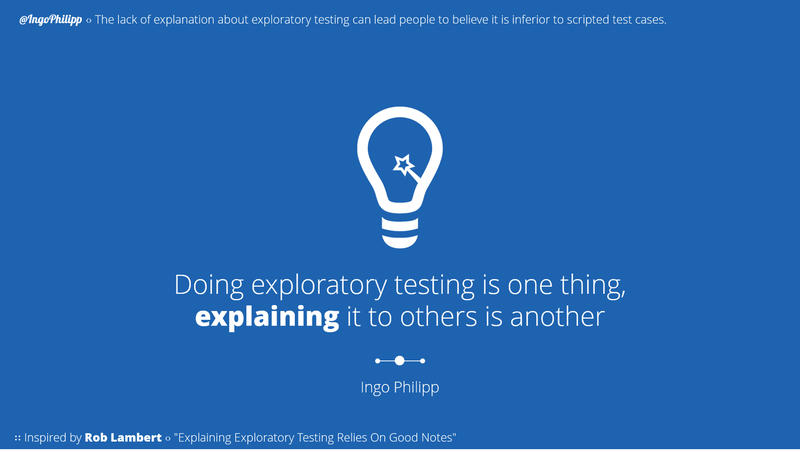 @IngoPhilipp ‹› The lack of explanation about exploratory testing can lead people to believe it is inferior to scripted test cases.
Doing exploratory testing is one thing,
explaining it to others is another
Ingo Philipp
:: Inspired by Rob Lambert ‹› "Explaining Exploratory Testing Relies On Good Notes"